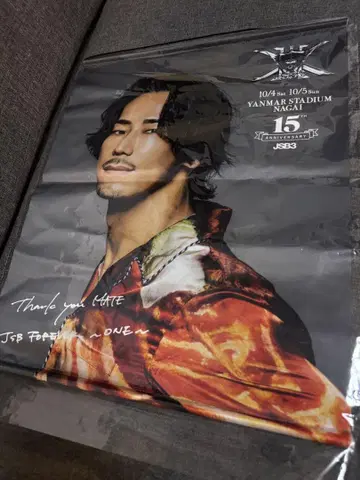 10/4 Sat 10/5 Sun
YANMAR STADIUM
NAGAI
15TH
ANNIVERSARY
JSB3
Thank you MATE
JSB FOREVER ~ONE~